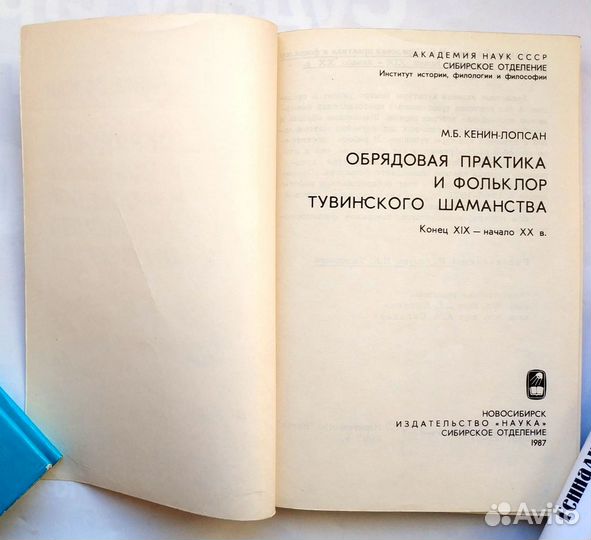 АКАДЕМИЯ НАУК СССР
СИБИРСКОЕ ОТДЕЛЕНИЕ
Институт истории, филологии и философии
М.Б. КЕНИН-ЛОПСАН
ОБРЯДОВАЯ ПРАКТИКА
И ФОЛЬКЛОР
ТУВИНСКОГО ШАМАНСТВА
Конец XIX — начало XX в.
НОВОСИБИРСК
ИЗДАТЕЛЬСТВО «НАУКА»
СИБИРСКОЕ ОТДЕЛЕНИЕ
1987
Avito